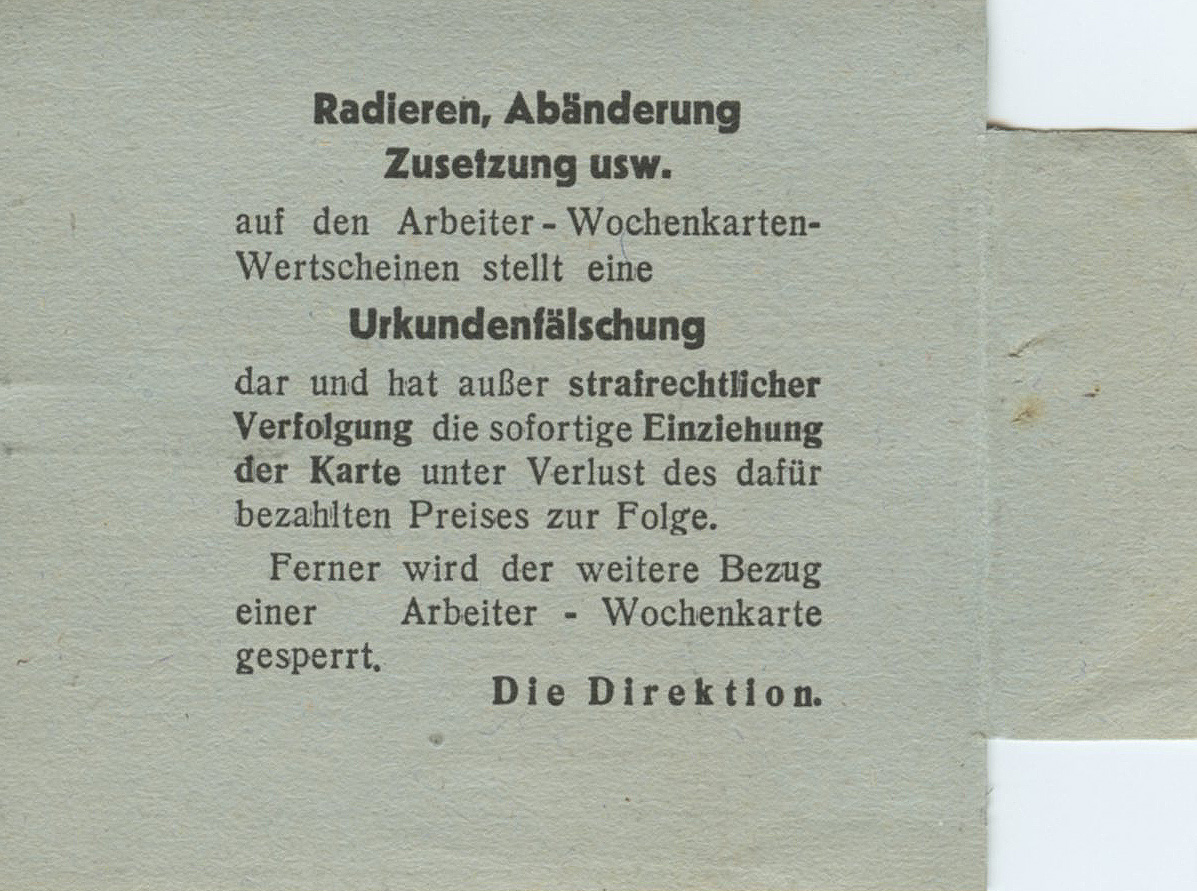 Radieren, Abänderung
Zusetzung usw.
auf den Arbeiter - Wochenkarten-
Wertscheinen stellt eine
Urkundenfälschung
dar und hat außer strafrechtlicher
Verfolgung die sofortige Einziehung
der Karte unter Verlust des dafür
bezahlten Preises zur Folge.
Ferner wird der weitere Bezug
einer Arbeiter - Wochenkarte
gesperrt.
Die Direktion.